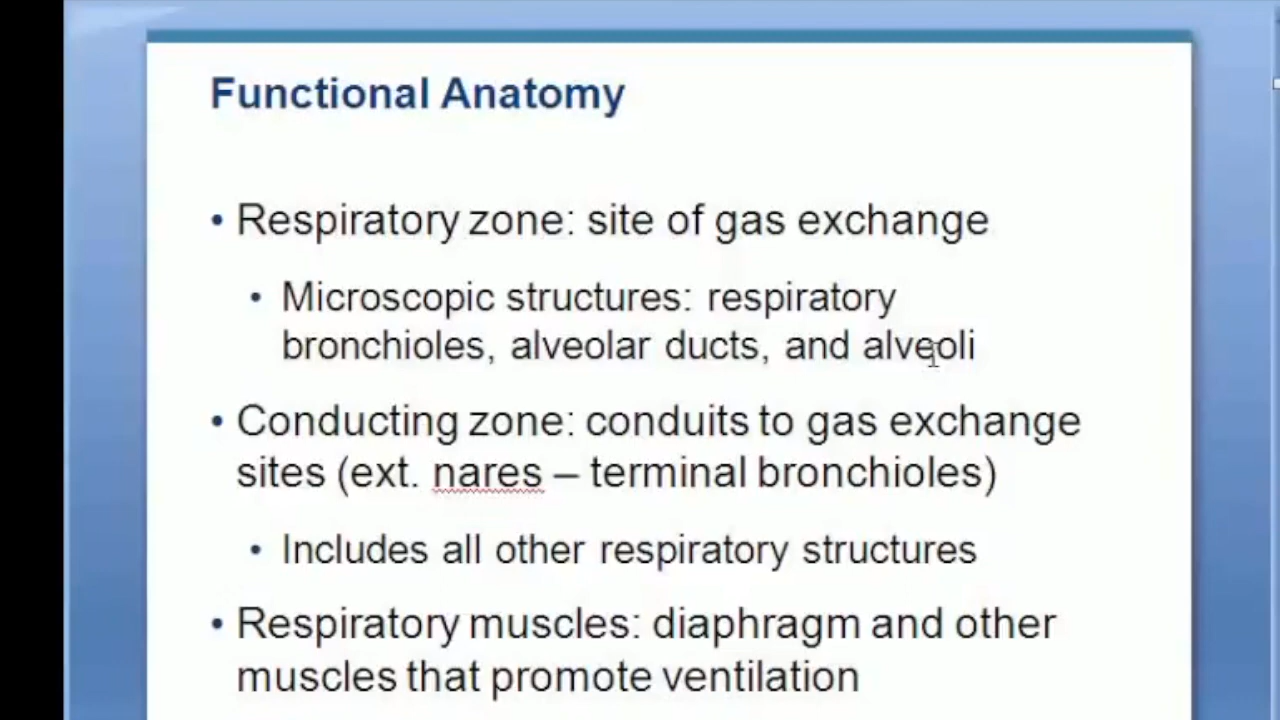 Functional Anatomy
• Respiratory zone: site of gas exchange
• Microscopic structures: respiratory
bronchioles, alveolar ducts, and alveoli
• Conducting zone: conduits to gas exchange
sites (ext. nares – terminal bronchioles)
• Includes all other respiratory structures
• Respiratory muscles: diaphragm and other
muscles that promote ventilation